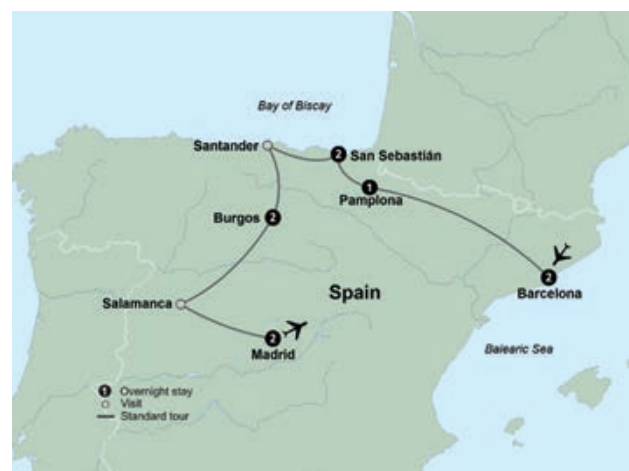 Bay of Biscay
Santander
2 San Sebastián
1
Pamplona
Burgos 2
2
Barcelona
Spain
Salamanca
2
Madrid
Balearic Sea
1 Overnight stay
Visit
Standard tour